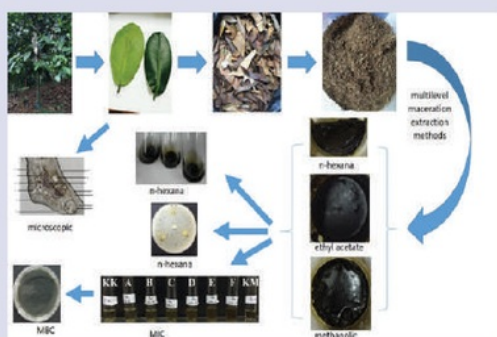 multilevel
maceration
extraction
methods
n-hexana
n-hexana
ethyl acetate
microscopic
n-hexana
KK A B C D E F KM
methanolic
MBC
MIC